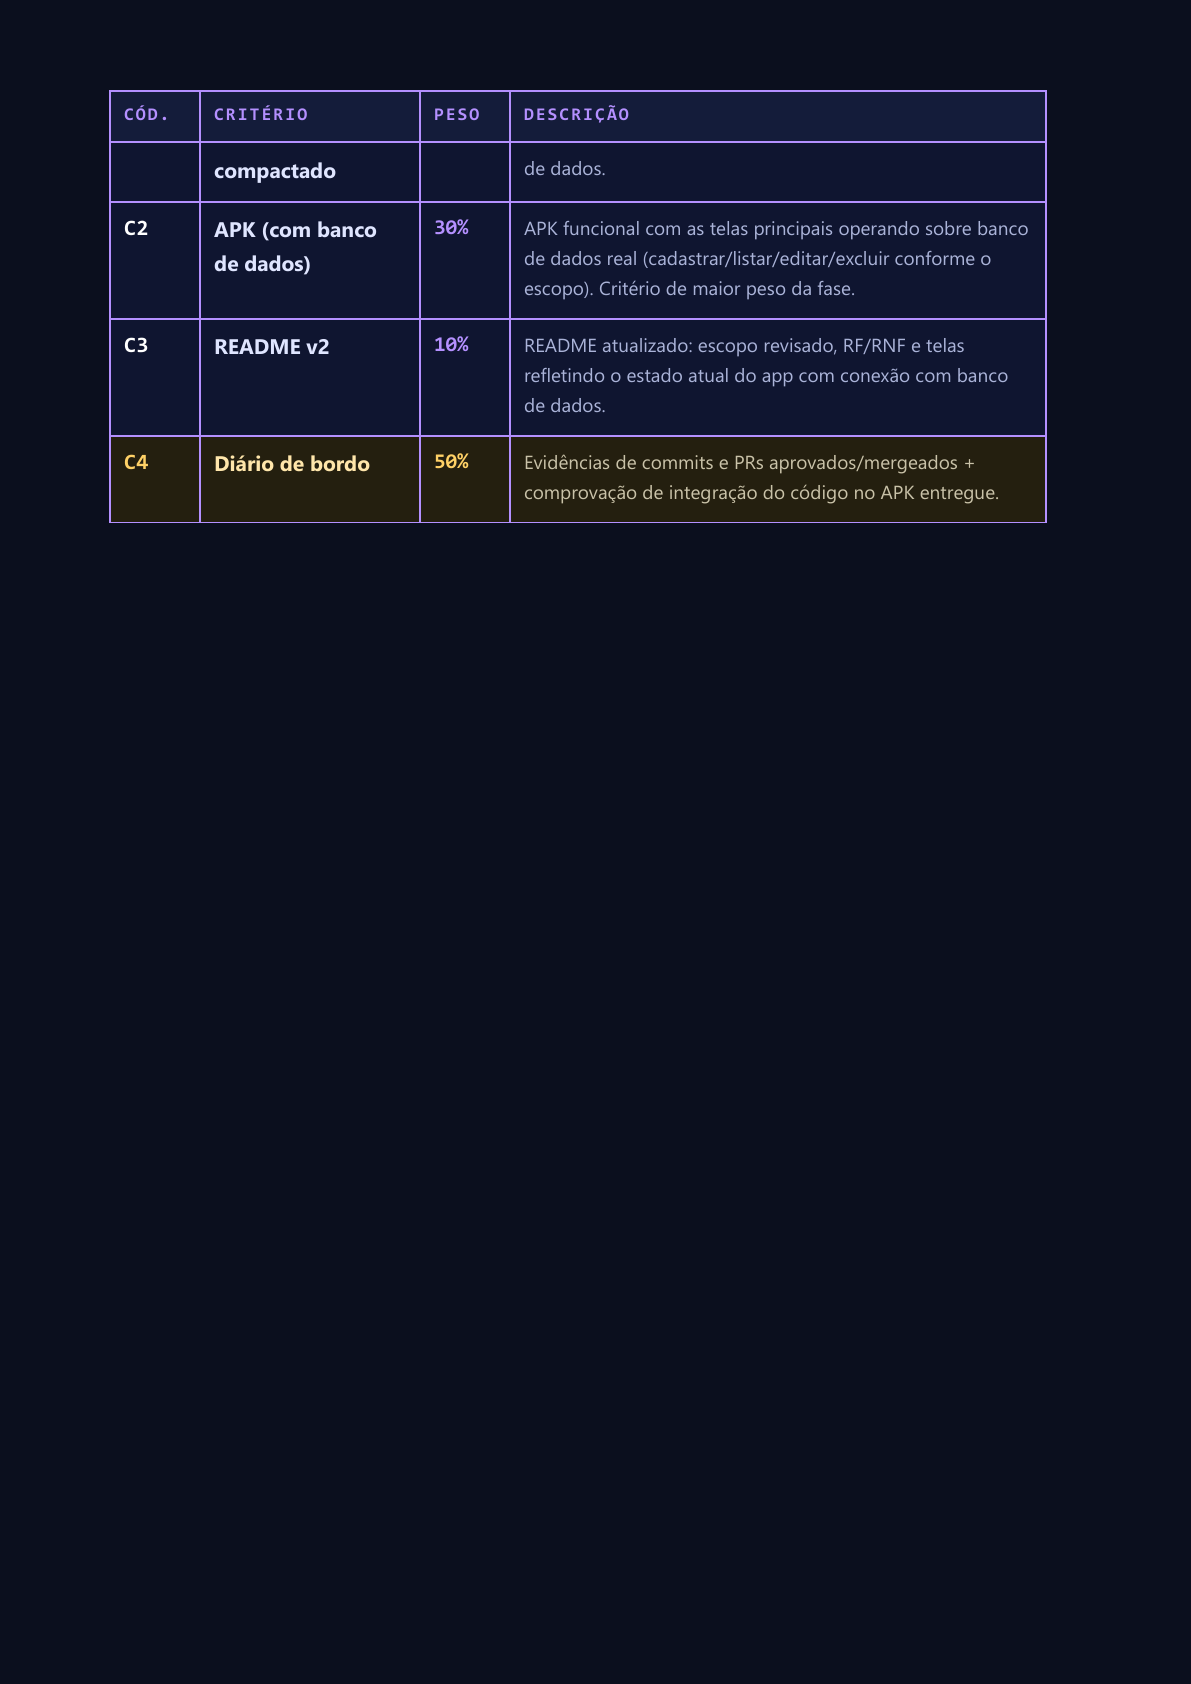 CÓD. CRITÉRIO PESO DESCRIÇÃO
compactado de dados.
C2 APK (com banco 30% APK funcional com as telas principais operando sobre banco
de dados) de dados real (cadastrar/listar/editar/excluir conforme o
escopo). Critério de maior peso da fase.
C3 README v2 10% README atualizado: escopo revisado, RF/RNF e telas
refletindo o estado atual do app com conexão com banco
de dados.
C4 Diário de bordo 50% Evidências de commits e PRs aprovados/mergeados +
comprovação de integração do código no APK entregue.